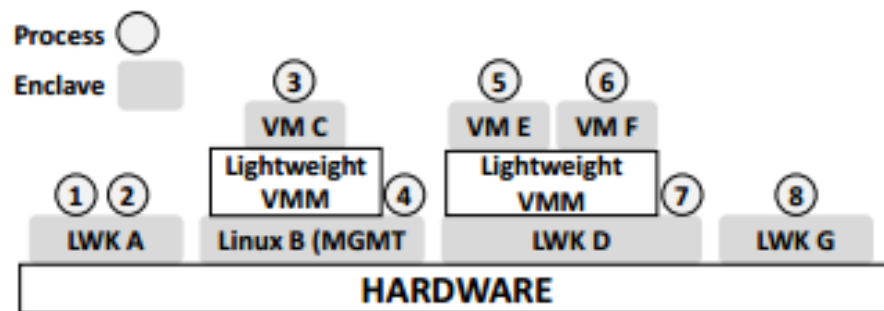 Process
Enclave
3
5
6
VM C
VM E
VM F
Lightweight
VMM
Lightweight
VMM
1
2
4
7
8
LWK A
Linux B (MGMT
LWK D
LWK G
HARDWARE